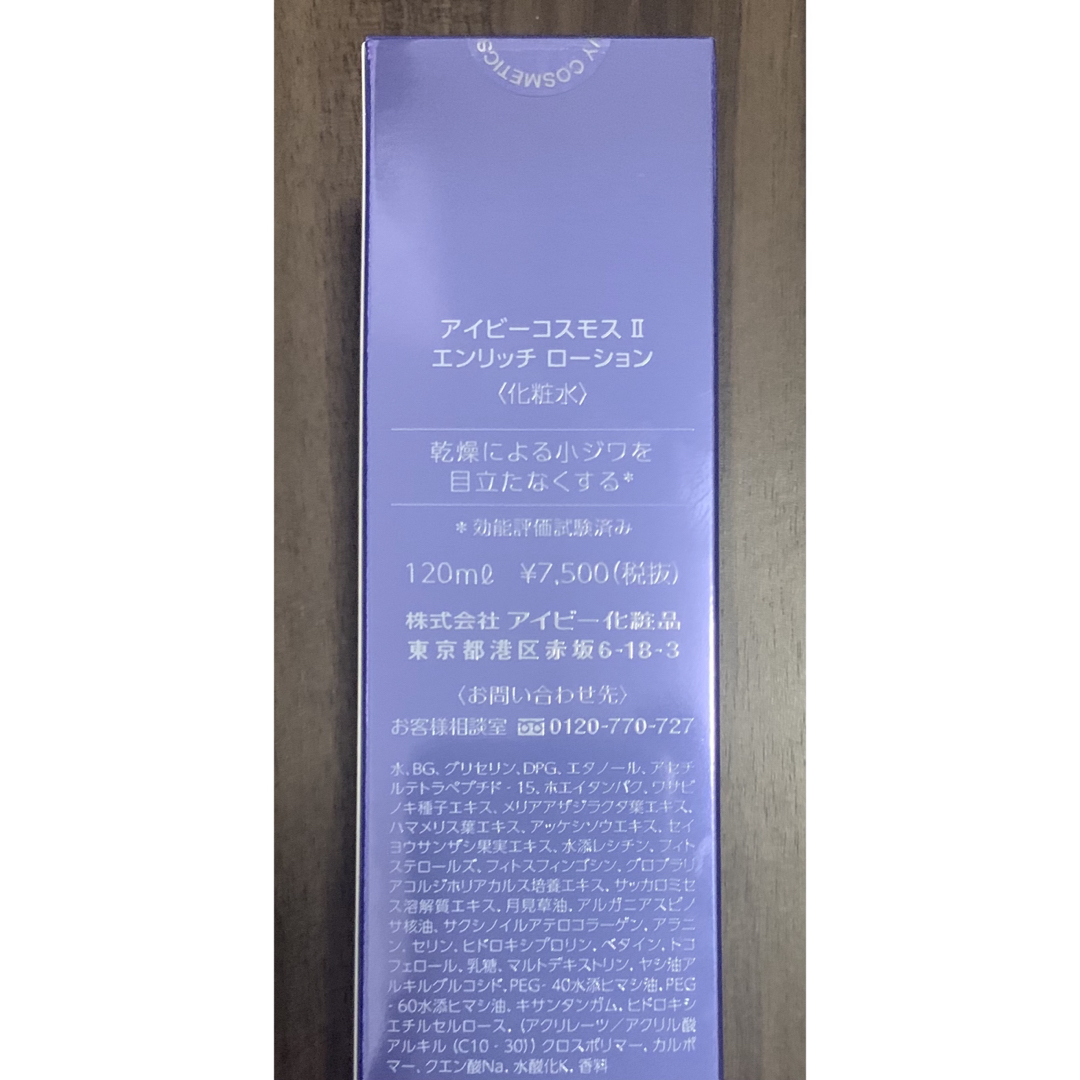 IVY COSMETICS
アイビーコスモス Ⅱ
エンリッチ ローション
〈化粧水〉
乾燥による小ジワを
目立たなくする*
*効能評価試験済み
120mℓ ¥7,500(税抜)
株式会社 アイビー化粧品
東京都港区赤坂6-18-3
〈お問い合わせ先〉
お客様相談室 0120-770-727
水、BG、グリセリン、DPG、エタノール、アセチ
ルテトラペプチド-15、ホエイタンパク、ワサビ
ノキ種子エキス、メリアアザジラクタ葉エキス、
ハマメリス葉エキス、アッケシソウエキス、セイ
ヨウサンザシ果実エキス、水添レシチン、フィト
ステロールズ、フィトスフィンゴシン、グロブラリ
アコルジホリアカルス培養エキス、サッカロミセ
ス溶解質エキス、月見草油、アルガニアスピノ
サ核油、サクシノイルアテロコラーゲン、アラニ
ン、セリン、ヒドロキシプロリン、ベタイン、トコ
フェロール、乳糖、マルトデキストリン、ヤシ油ア
ルキルグルコシド、PEG-40水添ヒマシ油、PEG
-60水添ヒマシ油、キサンタンガム、ヒドロキシ
エチルセルロース、(アクリレーツ/アクリル酸
アルキル(C10-30))クロスポリマー、カルボ
マー、クエン酸Na、水酸化K、香料